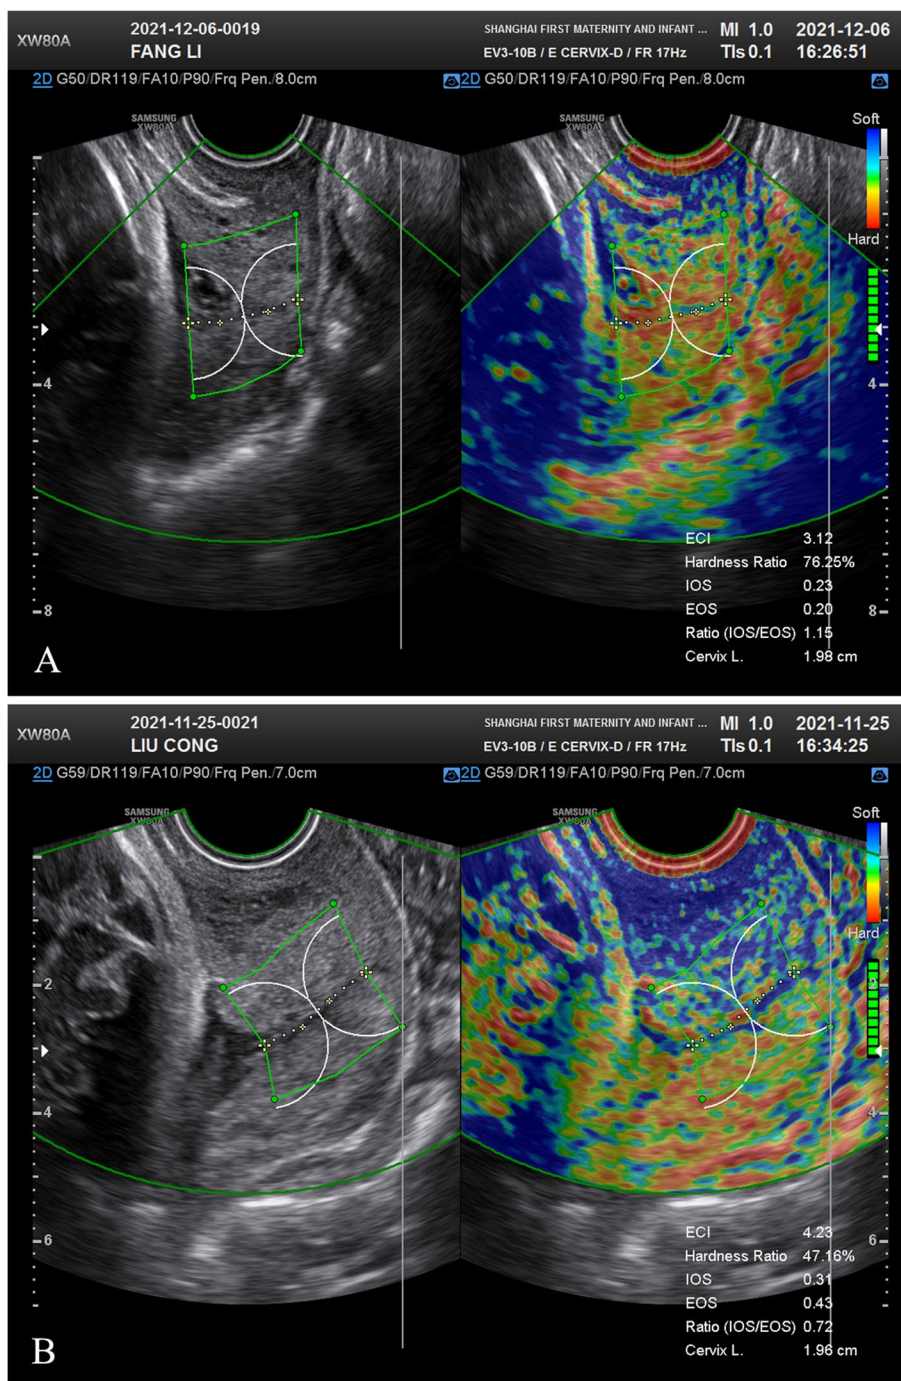 XW80A
2021-12-06-0019
FANG LI
SHANGHAI FIRST MATERNITY AND INFANT ...
EV3-10B / E CERVIX-D / FR 17Hz
MI 1.0
TIs 0.1
2021-12-06
16:26:51
2D G50/DR119/FA10/P90/Frq Pen./8.0cm
2D G50/DR119/FA10/P90/Frq Pen./8.0cm
SAMSUNG
XW80A
SAMSUNG
XW80A
Soft
Hard
4
4
8
8
ECI 3.12
Hardness Ratio 76.25%
IOS 0.23
EOS 0.20
Ratio (IOS/EOS) 1.15
Cervix L. 1.98 cm
A
XW80A
2021-11-25-0021
LIU CONG
SHANGHAI FIRST MATERNITY AND INFANT ...
EV3-10B / E CERVIX-D / FR 17Hz
MI 1.0
TIs 0.1
2021-11-25
16:34:25
2D G59/DR119/FA10/P90/Frq Pen./7.0cm
2D G59/DR119/FA10/P90/Frq Pen./7.0cm
SAMSUNG
XW80A
SAMSUNG
XW80A
Soft
Hard
2
2
4
4
6
6
ECI 4.23
Hardness Ratio 47.16%
IOS 0.31
EOS 0.43
Ratio (IOS/EOS) 0.72
Cervix L. 1.96 cm
B